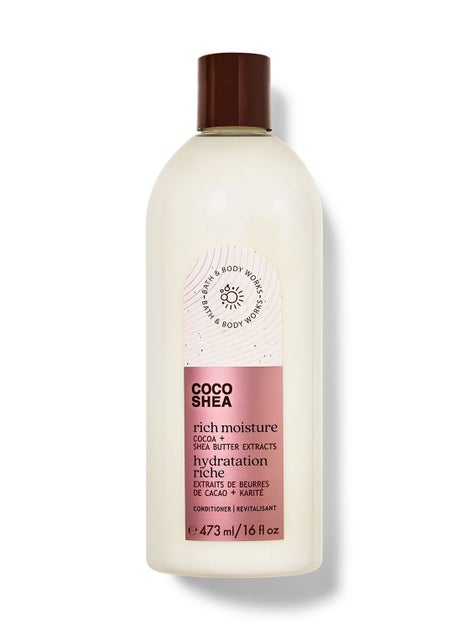 BATH & BODY WORKS
BATH & BODY WORKS
COCO
SHEA
rich moisture
COCOA +
SHEA BUTTER EXTRACTS
hydratation
riche
EXTRAITS DE BEURRES
DE CACAO + KARITÉ
CONDITIONER | REVITALISANT
℮ 473 ml/16 fl oz